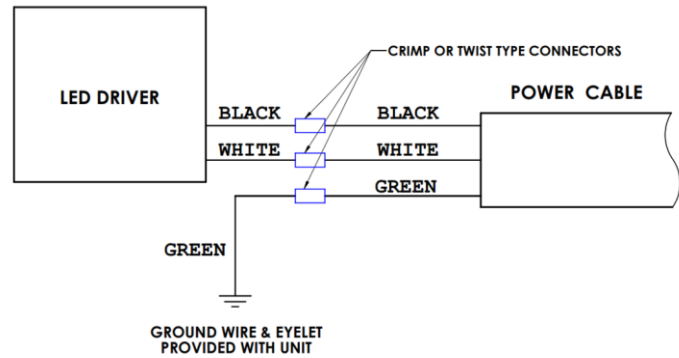 CRIMP OR TWIST TYPE CONNECTORS
LED DRIVER
POWER CABLE
BLACK BLACK
WHITE WHITE
GREEN
GREEN
GROUND WIRE & EYELET
PROVIDED WITH UNIT